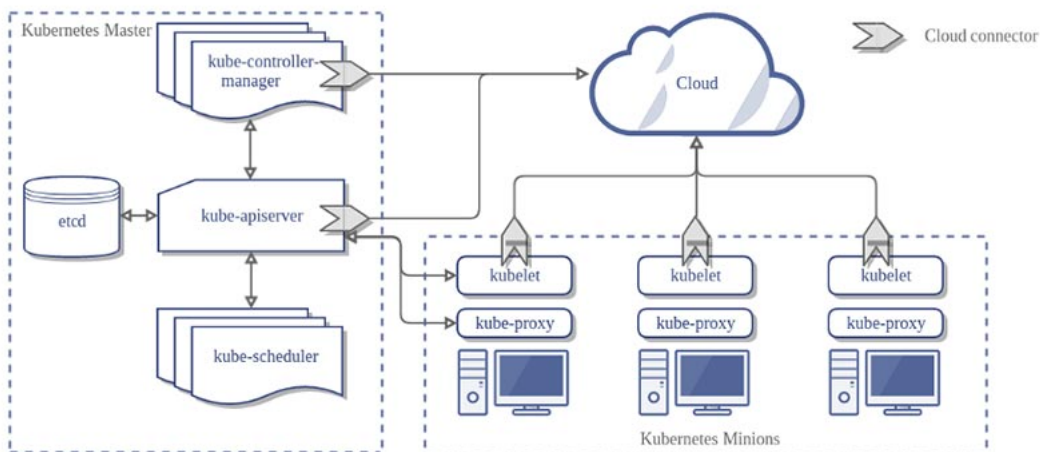 Kubernetes Master
kube-controller-
manager
Cloud
Cloud connector
etcd
kube-apiserver
kubelet
kubelet
kubelet
kube-proxy
kube-proxy
kube-proxy
kube-scheduler
Kubernetes Minions